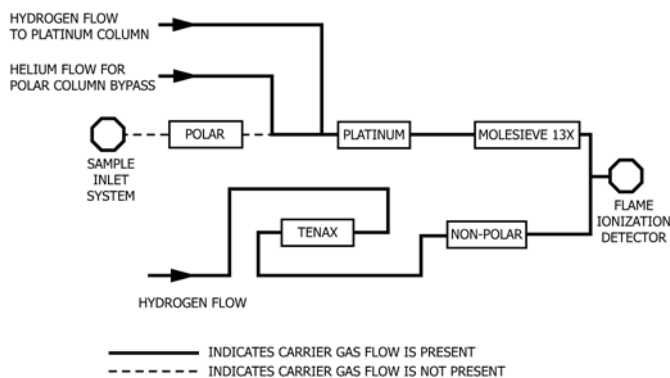 HYDROGEN FLOW
TO PLATINUM COLUMN
HELIUM FLOW FOR
POLAR COLUMN BYPASS
POLAR
PLATINUM
MOLESIEVE 13X
SAMPLE
INLET
SYSTEM
FLAME
IONIZATION
DETECTOR
TENAX
NON-POLAR
HYDROGEN FLOW
INDICATES CARRIER GAS FLOW IS PRESENT
INDICATES CARRIER GAS FLOW IS NOT PRESENT